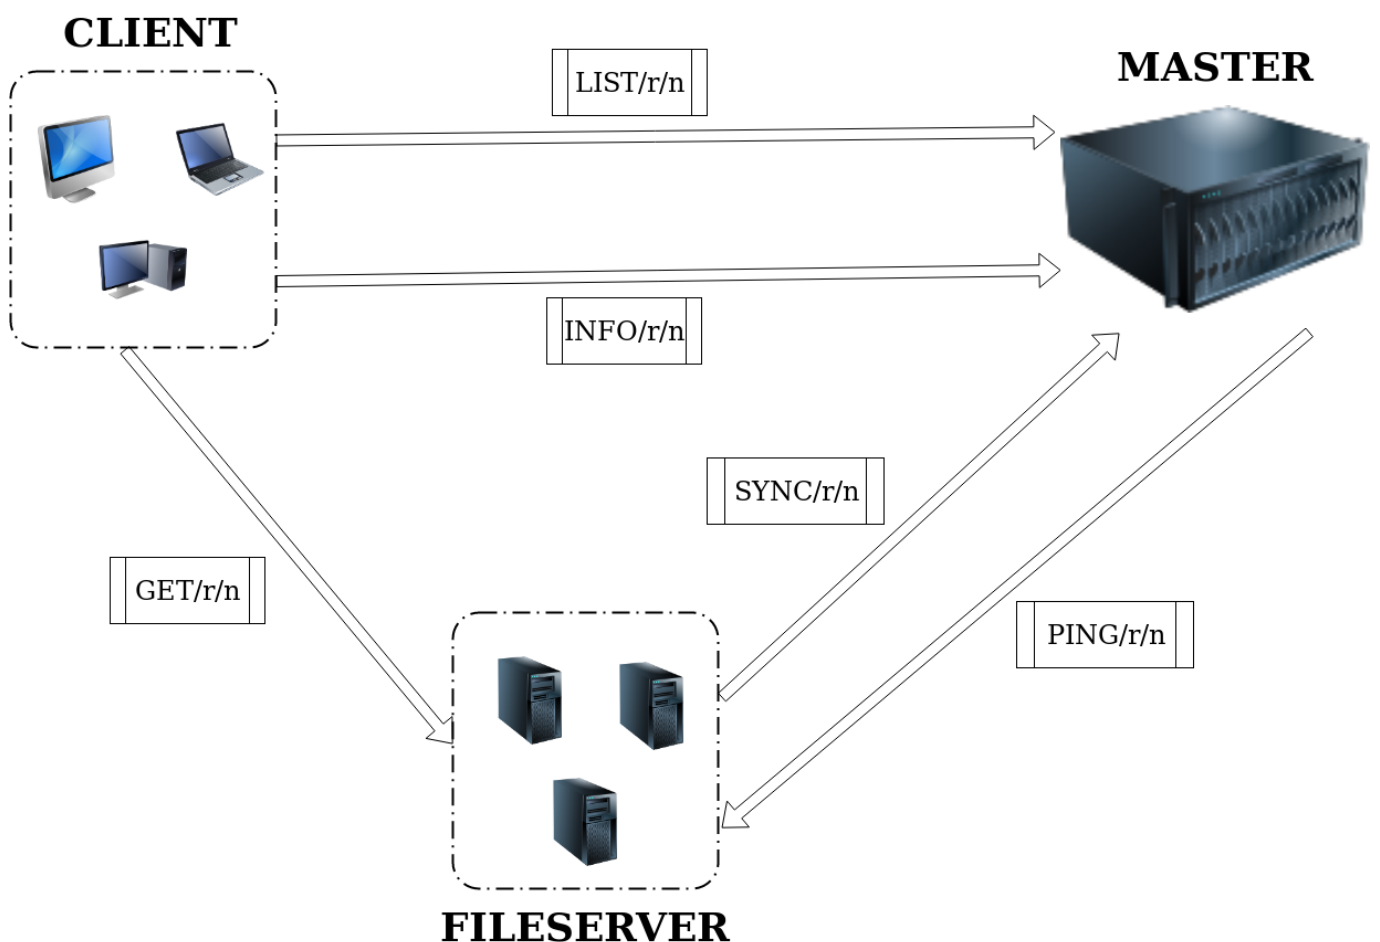 CLIENT
MASTER
LIST/r/n
INFO/r/n
SYNC/r/n
GET/r/n
PING/r/n
FILESERVER